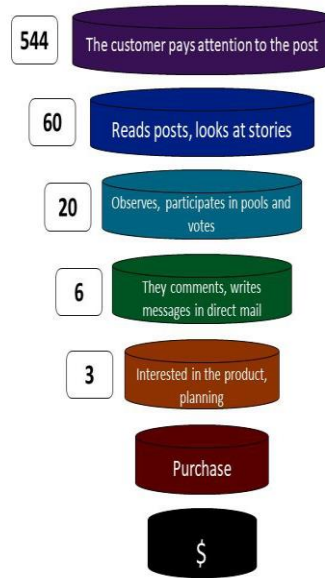 544
The customer pays attention to the post
60
Reads posts, looks at stories
20
Observes, participates in pools and
votes
6
They comments, writes
messages in direct mail
3
Interested in the product,
planning
Purchase
$